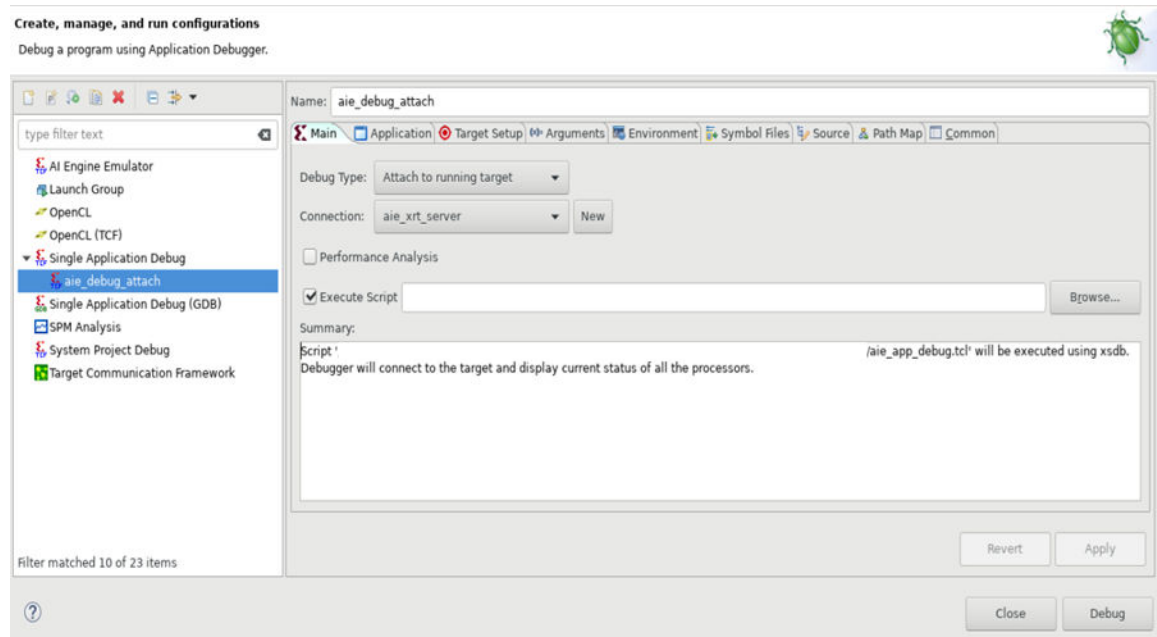 Create, manage, and run configurations
Debug a program using Application Debugger.
Name: aie_debug_attach
type filter text
Main Application Target Setup Arguments Environment Symbol Files Source Path Map Common
AI Engine Emulator
Launch Group
OpenCL
OpenCL (TCF)
Single Application Debug
aie_debug_attach
Single Application Debug (GDB)
SPM Analysis
System Project Debug
Target Communication Framework
Filter matched 10 of 23 items
Debug Type: Attach to running target
Connection: aie_xrt_server New
Performance Analysis
Execute Script Browse...
Summary:
Script ' /aie_app_debug.tcl' will be executed using xsdb.
Debugger will connect to the target and display current status of all the processors.
Revert Apply
? Close Debug